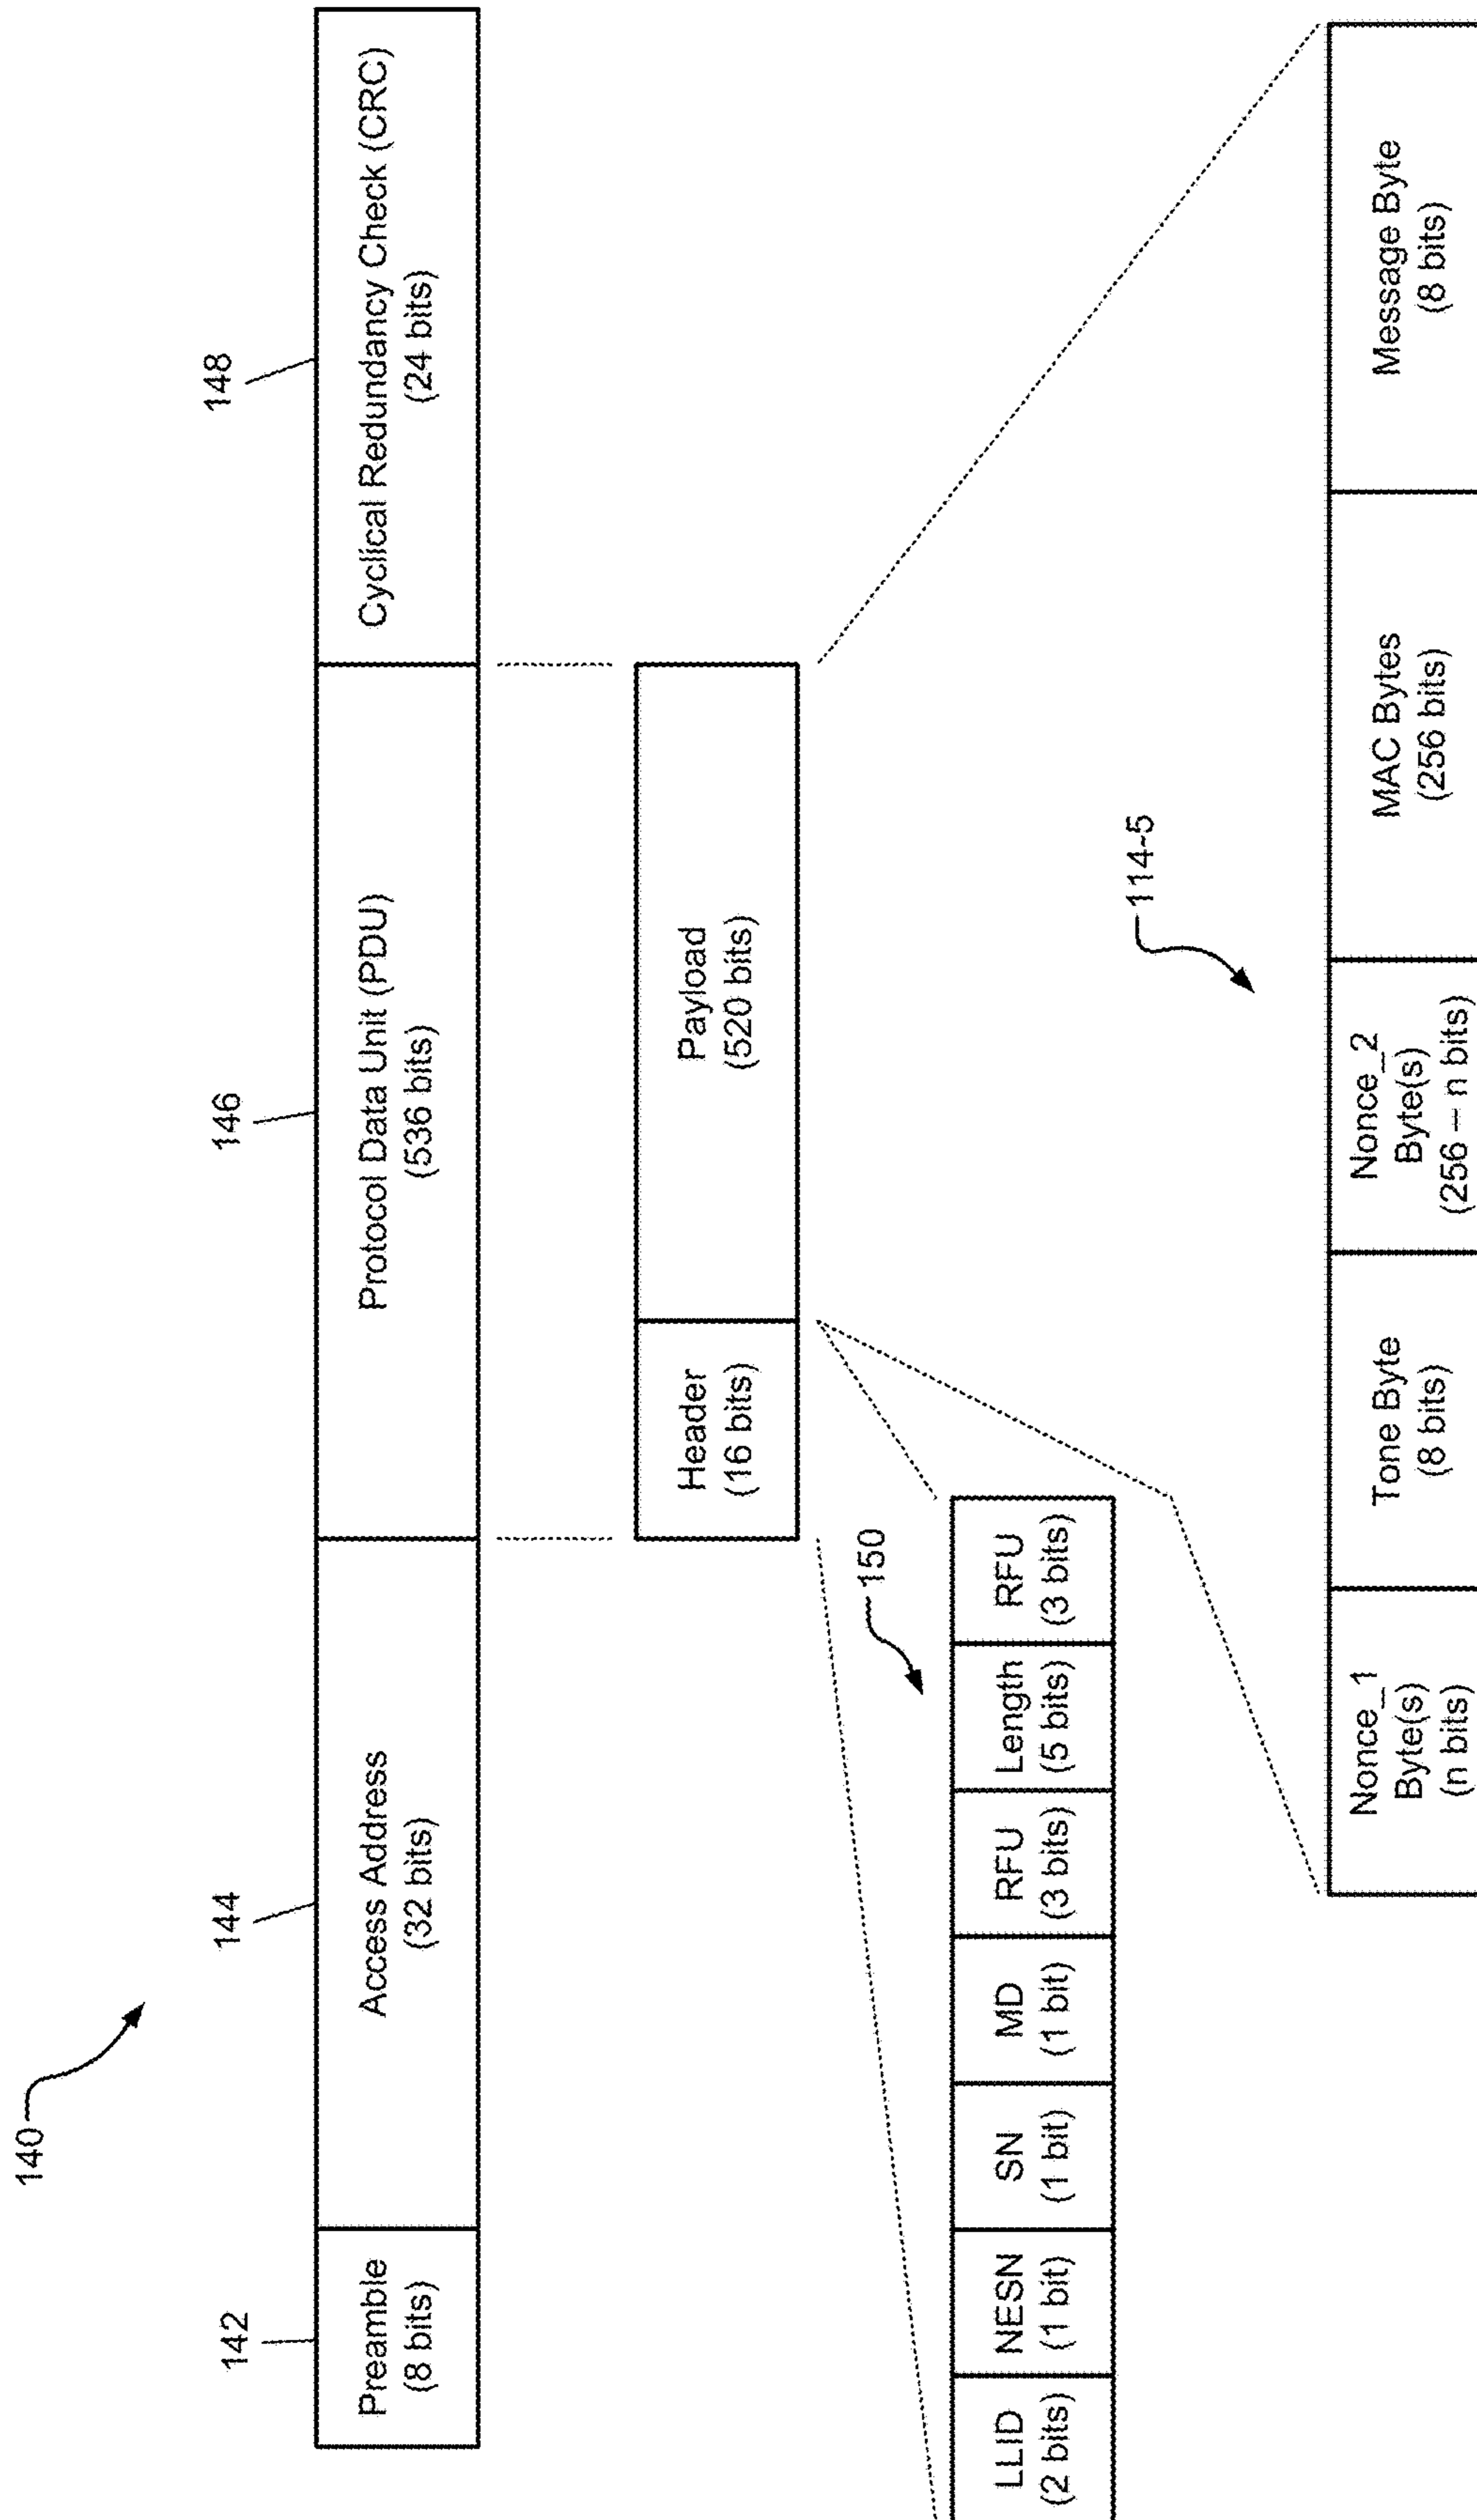 140
142
144
146
148
Preamble
(8 bits)
Access Address
(32 bits)
Protocol Data Unit (PDU)
(536 bits)
Cyclical Redundancy Check (CRC)
(24 bits)
Header
(16 bits)
Payload
(520 bits)
150
LLID
(2 bits)
NESN
(1 bit)
SN
(1 bit)
MD
(1 bit)
RFU
(3 bits)
Length
(5 bits)
RFU
(3 bits)
114-5
Nonce_1
Byte(s)
(n bits)
Tone Byte
(8 bits)
Nonce_2
Byte(s)
(256 – n bits)
MAC Bytes
(256 bits)
Message Byte
(8 bits)